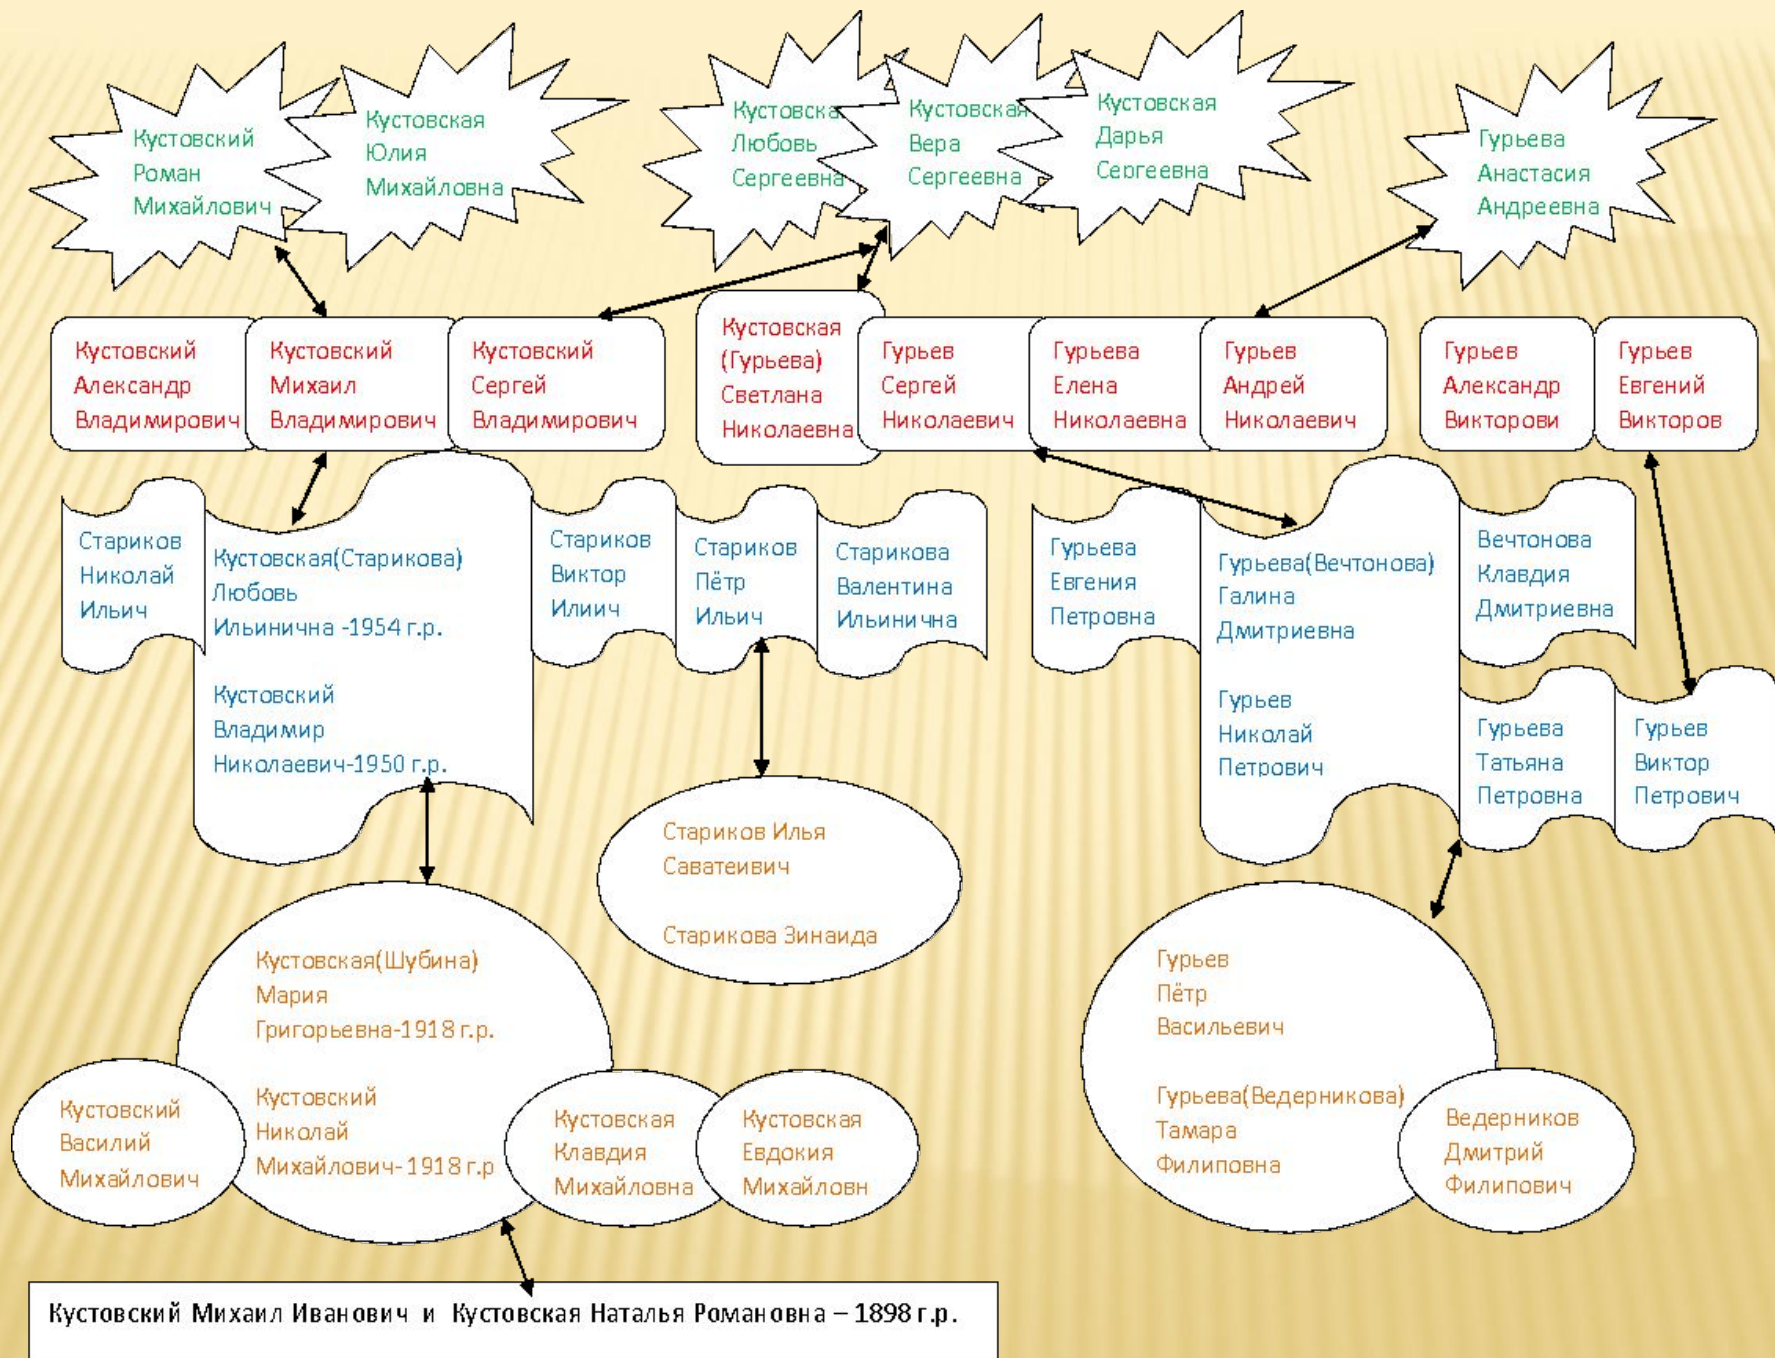 Кустовский
Роман
Михайлович
Кустовская
Юлия
Михайловна
Кустовска
Любовь
Сергеевна
Кустовская
Вера
Сергеевна
Кустовская
Дарья
Сергеевна
Гурьева
Анастасия
Андреевна
Кустовский
Александр
Владимирович
Кустовский
Михаил
Владимирович
Кустовский
Сергей
Владимирович
Кустовская
(Гурьева)
Светлана
Николаевна
Гурьев
Сергей
Николаевич
Гурьева
Елена
Николаевна
Гурьев
Андрей
Николаевич
Гурьев
Александр
Викторови
Гурьев
Евгений
Викторов
Стариков
Николай
Ильич
Кустовская(Старикова)
Любовь
Ильинична -1954 г.р.
Кустовский
Владимир
Николаевич-1950 г.р.
Стариков
Виктор
Илиич
Стариков
Пётр
Ильич
Старикова
Валентина
Ильинична
Гурьева
Евгения
Петровна
Гурьева(Вечтонова)
Галина
Дмитриевна
Гурьев
Николай
Петрович
Вечтонова
Клавдия
Дмитриевна
Гурьева
Татьяна
Петровна
Гурьев
Виктор
Петрович
Стариков Илья
Саватеивич
Старикова Зинаида
Кустовская(Шубина)
Мария
Григорьевна-1918 г.р.
Кустовский
Николай
Михайлович- 1918 г.р
Кустовский
Василий
Михайлович
Кустовская
Клавдия
Михайловна
Кустовская
Евдокия
Михайловн
Гурьев
Пётр
Васильевич
Гурьева(Ведерникова)
Тамара
Филиповна
Ведерников
Дмитрий
Филипович
Кустовский Михаил Иванович и Кустовская Наталья Романовна – 1898 г.р.